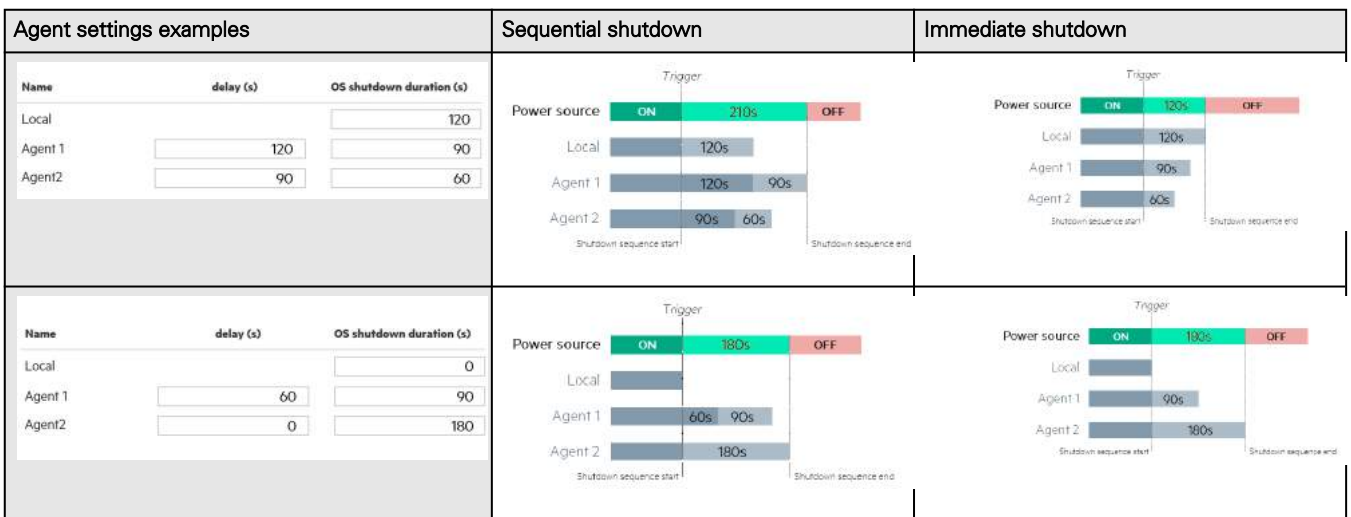 Agent settings examples
Sequential shutdown
Immediate shutdown
Name delay (s) OS shutdown duration (s)
Local 120
Agent 1 120 90
Agent2 90 60
Trigger
Power source ON 210s OFF
Local 120s
Agent 1 120s 90s
Agent 2 90s 60s
Shutdown sequence start Shutdown sequence end
Trigger
Power source ON 120s OFF
Local 120s
Agent 1 90s
Agent 2 60s
Shutdown sequence start Shutdown sequence end
Name delay (s) OS shutdown duration (s)
Local 0
Agent 1 60 90
Agent2 0 180
Trigger
Power source ON 180s OFF
Local
Agent 1 60s 90s
Agent 2 180s
Shutdown sequence start Shutdown sequence end
Trigger
Power source ON 180s OFF
Local
Agent 1 90s
Agent 2 180s
Shutdown sequence start Shutdown sequence end